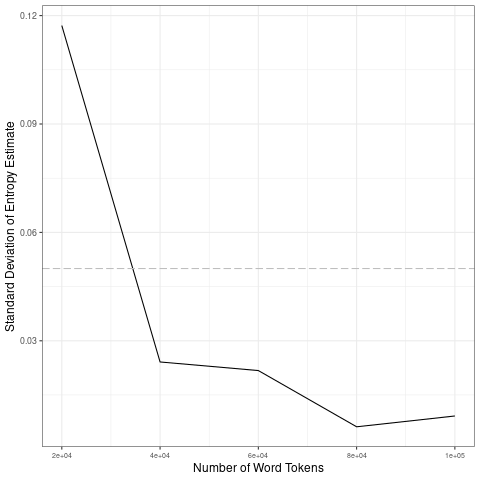 0.12
0.09
0.06
0.03
Standard Deviation of Entropy Estimate
2e+04 4e+04 6e+04 8e+04 1e+05
Number of Word Tokens